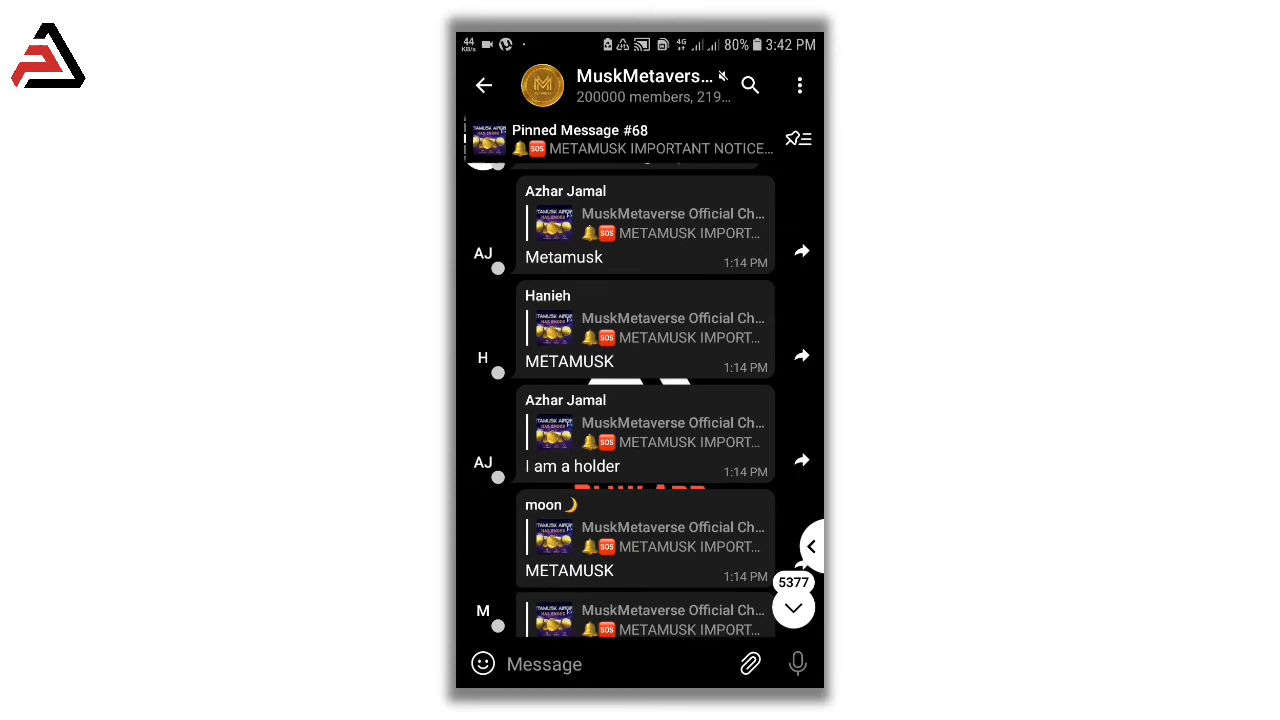 44
KB/s
4G
80%
3:42 PM
MuskMetavers...
200000 members, 219...
Pinned Message #68
🔔🆘 METAMUSK IMPORTANT NOTICE...
Azhar Jamal
MuskMetaverse Official Ch...
🔔🆘 METAMUSK IMPORT...
Metamusk
1:14 PM
AJ
Hanieh
MuskMetaverse Official Ch...
🔔🆘 METAMUSK IMPORT...
METAMUSK
1:14 PM
H
Azhar Jamal
MuskMetaverse Official Ch...
🔔🆘 METAMUSK IMPORT...
I am a holder
1:14 PM
AJ
moon 🌙
MuskMetaverse Official Ch...
🔔🆘 METAMUSK IMPORT...
METAMUSK
1:14 PM
5377
MuskMetaverse Official Ch...
🔔🆘 METAMUSK IMPORT...
M
Message